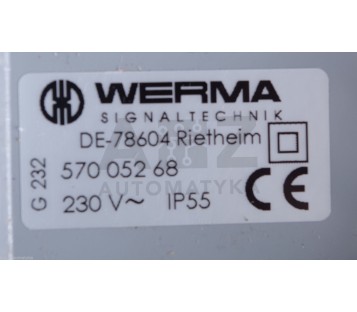 WERMA
SIGNALTECHNIK
DE-78604 Rietheim
G 232
570 052 68
AUTOMATYKA
230 V~ IP55
CE